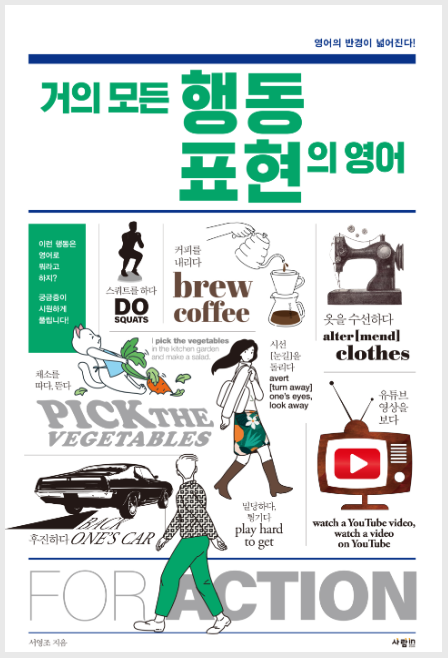 영어의 반경이 넓어진다!
거의 모든 행동
표현의 영어
이런 행동은
영어로
뭐라고
하지?
궁금증이
시원하게
풀립니다!
스쿼트를 하다
DO
SQUATS
커피를
내리다
brew
coffee
옷을 수선하다
alter[mend]
clothes
I pick the vegetables
in the kitchen garden
and make a salad.
채소를
따다, 뜯다
PICK THE
VEGETABLES
시선
[눈길]을
돌리다
avert
[turn away]
one's eyes,
look away
유튜브
영상을
보다
watch a YouTube video,
watch a video
on YouTube
후진하다
BACK
ONE'S CAR
밀당하다,
튕기다
play hard
to get
FOR ACTION
서영조 지음
사람in